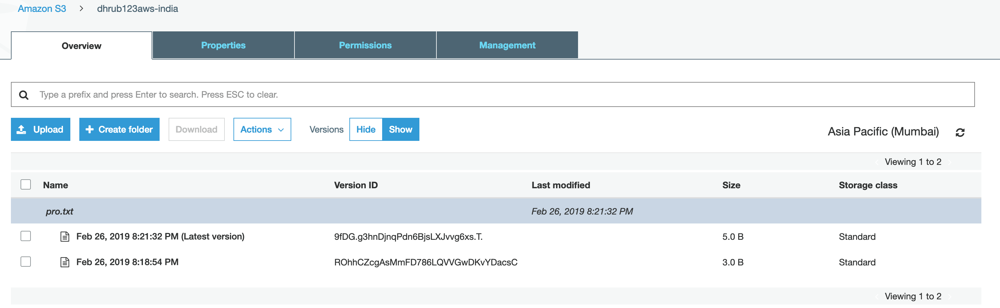 Amazon S3 > dhrub123aws-india
Overview Properties Permissions Management
Type a prefix and press Enter to search. Press ESC to clear.
Upload + Create folder Download Actions Versions Hide Show Asia Pacific (Mumbai)
Viewing 1 to 2
Name Version ID Last modified Size Storage class
pro.txt Feb 26, 2019 8:21:32 PM
Feb 26, 2019 8:21:32 PM (Latest version) 9fDG.g3hnDjnqPdn6BjsLXJvvg6xs.T. 5.0 B Standard
Feb 26, 2019 8:18:54 PM ROhhCZcgAsMmFD786LQVVGwDKvYDacsC 3.0 B Standard
Viewing 1 to 2